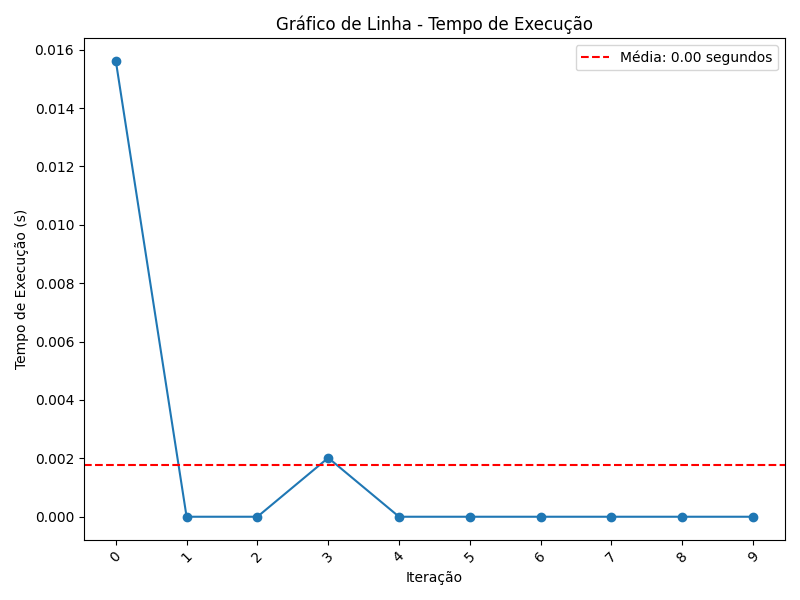 Gráfico de Linha - Tempo de Execução
Média: 0.00 segundos
0.016
0.014
0.012
0.010
0.008
0.006
0.004
0.002
0.000
Tempo de Execução (s)
0 1 2 3 4 5 6 7 8 9
Iteração